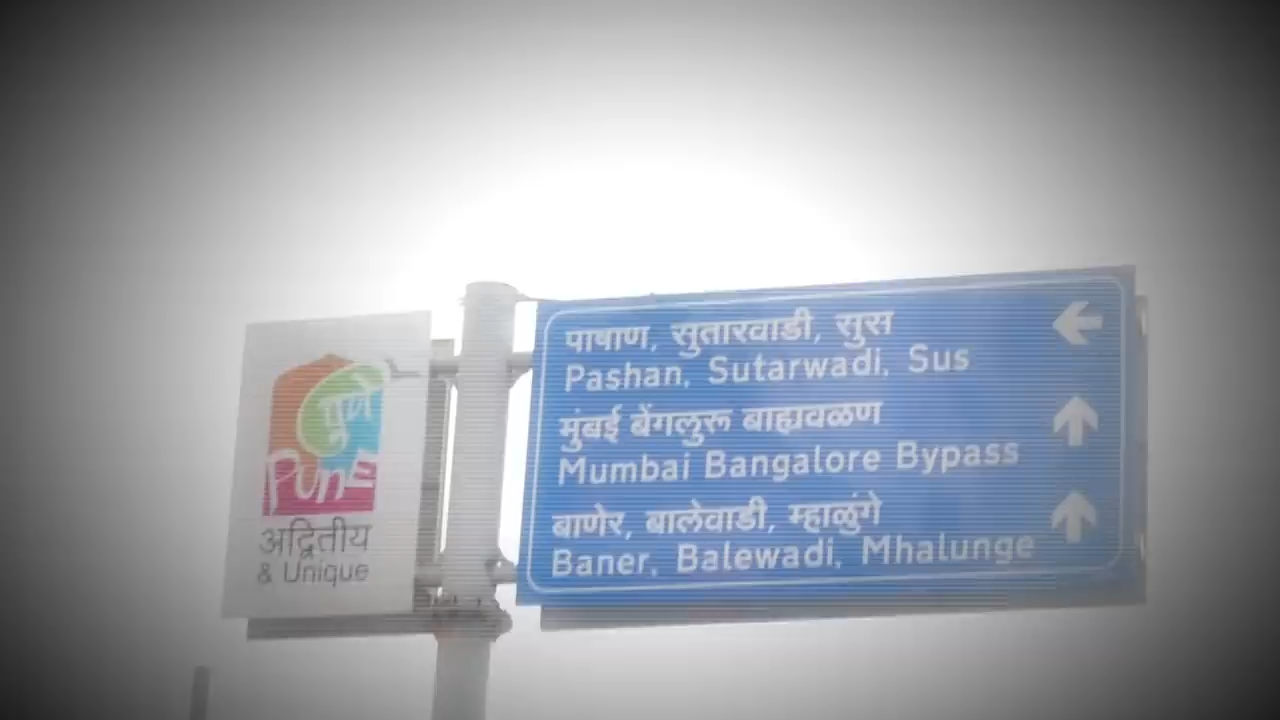 पुणे
PUNE
अद्वितीय
& Unique
पाषाण, सुतारवाडी, सुस
Pashan, Sutarwadi, Sus
मुंबई बेंगलुरू बाह्यवळण
Mumbai Bangalore Bypass
बाणेर, बालेवाडी, म्हाळुंगे
Baner, Balewadi, Mhalunge